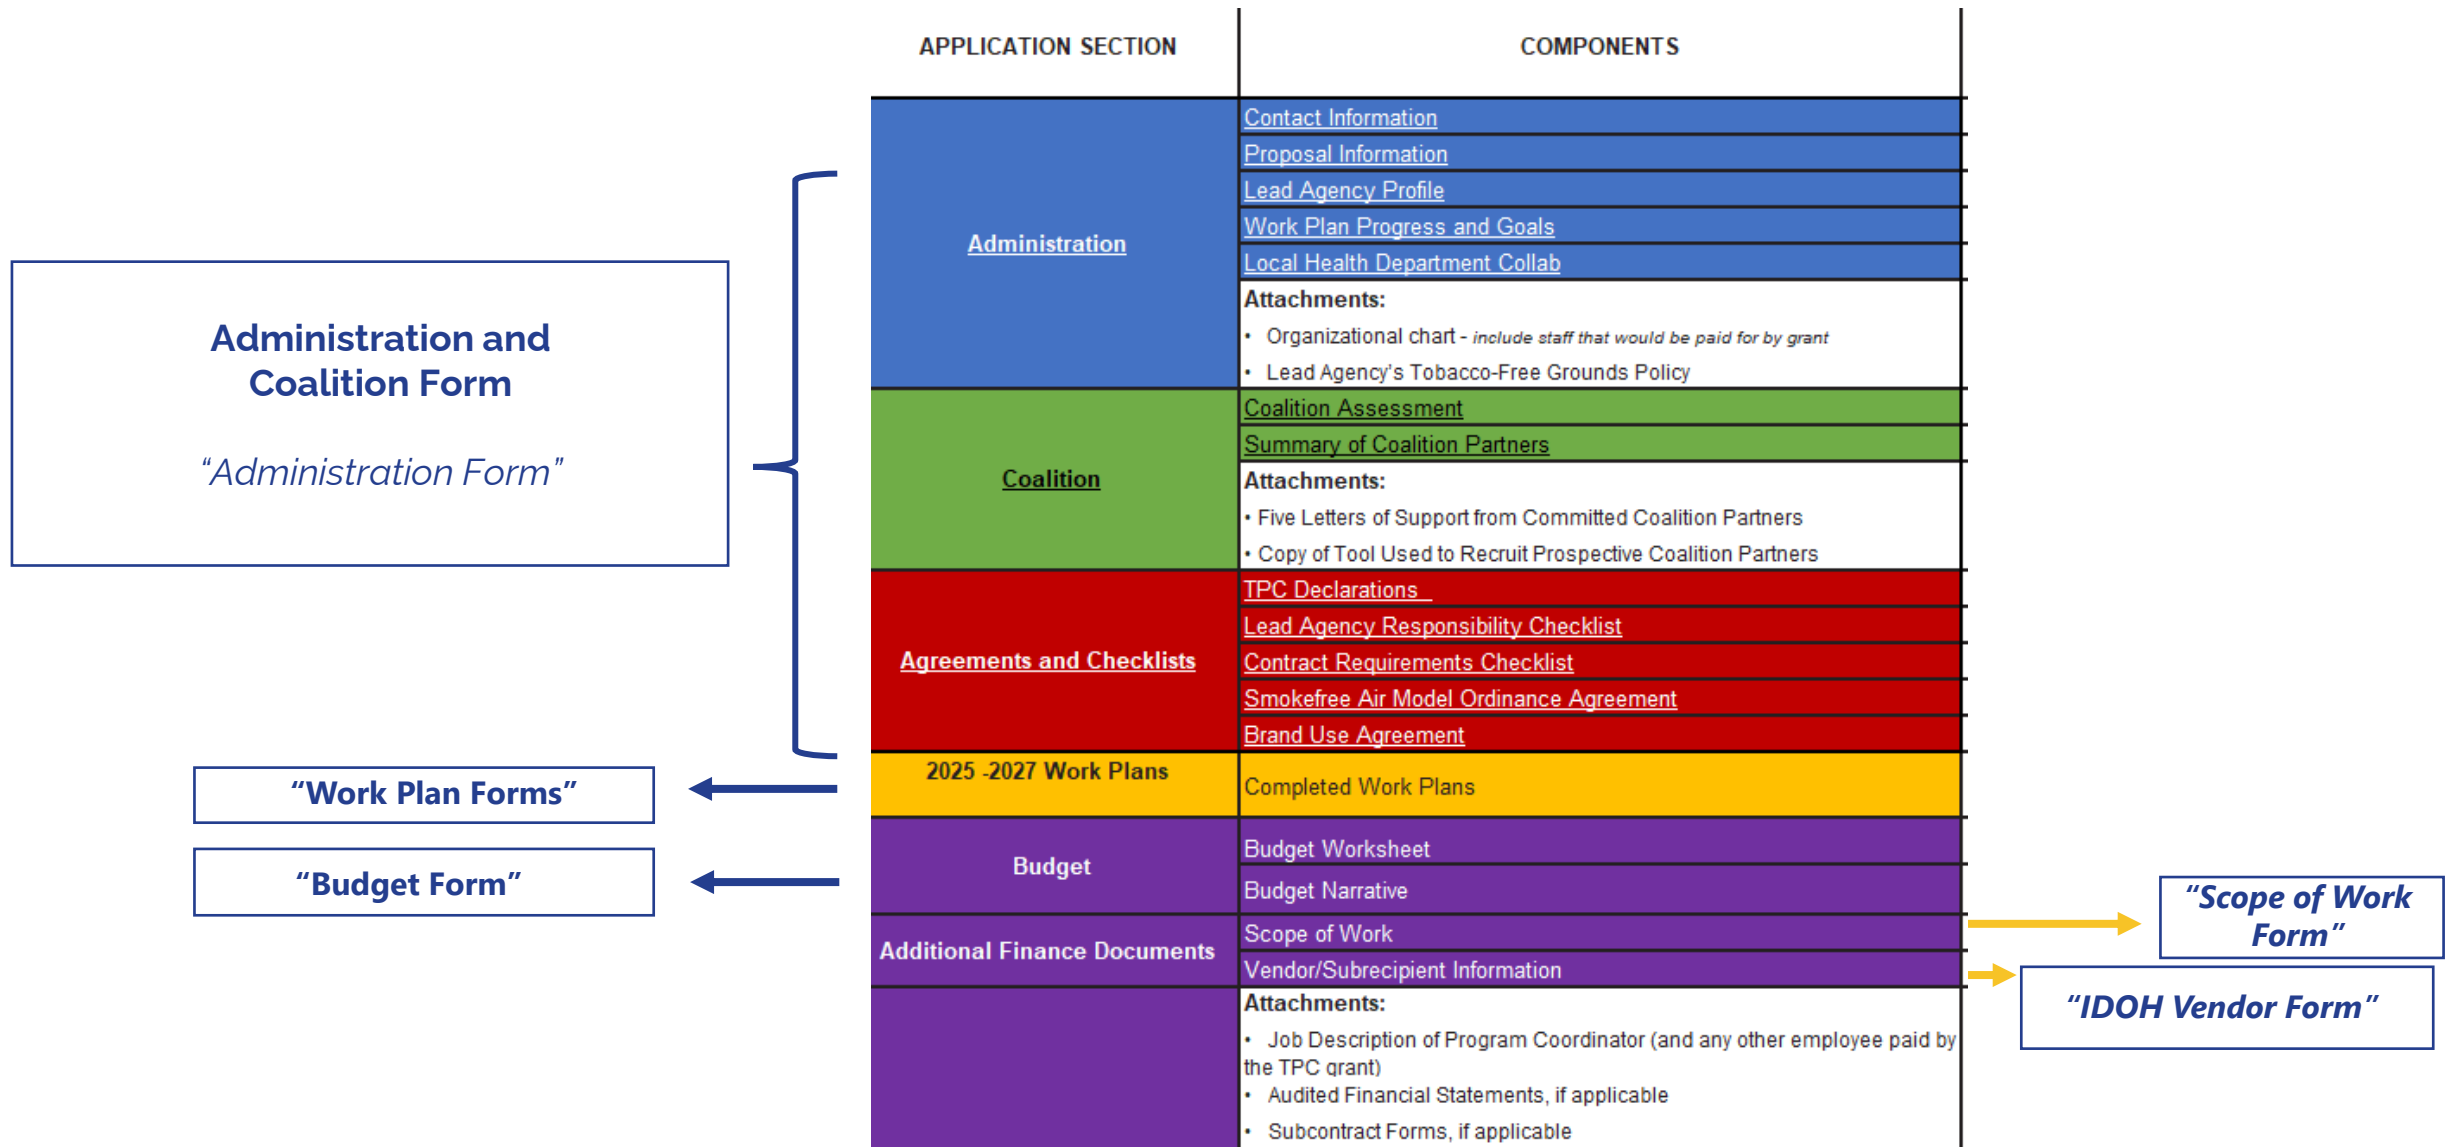 APPLICATION SECTION
COMPONENTS
Administration
Contact Information
Proposal Information
Lead Agency Profile
Work Plan Progress and Goals
Local Health Department Collab
Attachments:
• Organizational chart - include staff that would be paid for by grant
• Lead Agency's Tobacco-Free Grounds Policy
Coalition
Coalition Assessment
Summary of Coalition Partners
Attachments:
• Five Letters of Support from Committed Coalition Partners
• Copy of Tool Used to Recruit Prospective Coalition Partners
Agreements and Checklists
TPC Declarations
Lead Agency Responsibility Checklist
Contract Requirements Checklist
Smokefree Air Model Ordinance Agreement
Brand Use Agreement
2025 -2027 Work Plans
Completed Work Plans
Budget
Budget Worksheet
Budget Narrative
Additional Finance Documents
Scope of Work
Vendor/Subrecipient Information
Attachments:
• Job Description of Program Coordinator (and any other employee paid by
the TPC grant)
• Audited Financial Statements, if applicable
• Subcontract Forms, if applicable
Administration and
Coalition Form
“Administration Form”
“Work Plan Forms”
“Budget Form”
“Scope of Work
Form”
“IDOH Vendor Form”